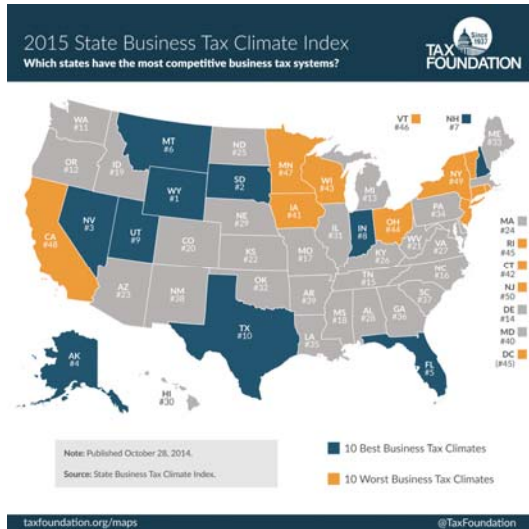 2015 State Business Tax Climate Index
Which states have the most competitive business tax systems?
Since
1937
TAX
FOUNDATION
WA
#11
OR
#12
CA
#48
ID
#19
NV
#3
MT
#6
WY
#1
UT
#9
AZ
#23
CO
#20
NM
#38
ND
#25
SD
#2
NE
#29
KS
#22
OK
#32
TX
#10
MN
#47
IA
#41
MO
#17
AR
#39
LA
#35
WI
#43
IL
#31
MI
#13
IN
#8
OH
#44
KY
#26
TN
#15
MS
#18
AL
#28
GA
#36
FL
#5
SC
#37
NC
#16
VA
#27
WV
#21
PA
#34
NY
#49
VT
#46
NH
#7
ME
#33
MA
#24
RI
#45
CT
#42
NJ
#50
DE
#14
MD
#40
DC
(#45)
AK
#4
HI
#30
Note: Published October 28, 2014.
Source: State Business Tax Climate Index.
10 Best Business Tax Climates
10 Worst Business Tax Climates
taxfoundation.org/maps
@TaxFoundation